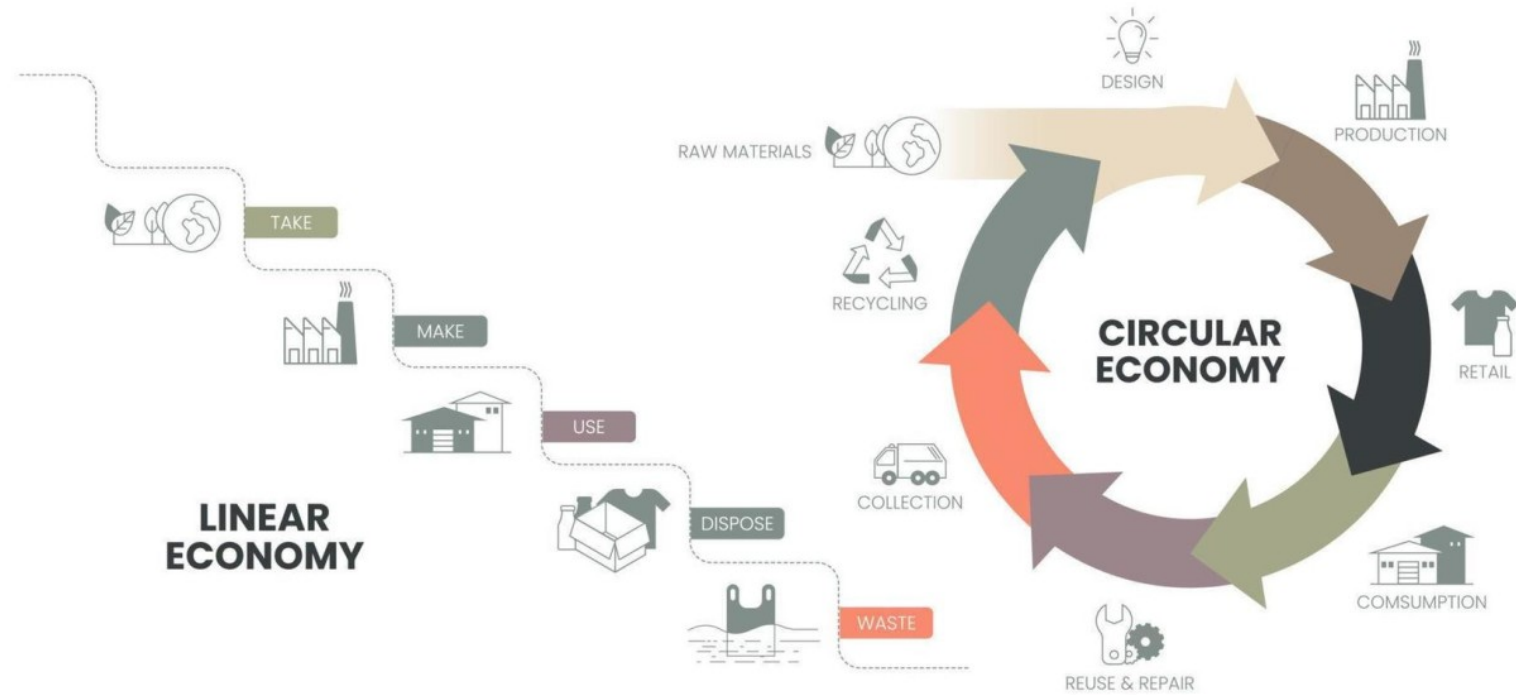 TAKE
MAKE
USE
DISPOSE
WASTE
LINEAR
ECONOMY
DESIGN
PRODUCTION
RAW MATERIALS
RECYCLING
RETAIL
CIRCULAR
ECONOMY
COLLECTION
COMSUMPTION
REUSE & REPAIR